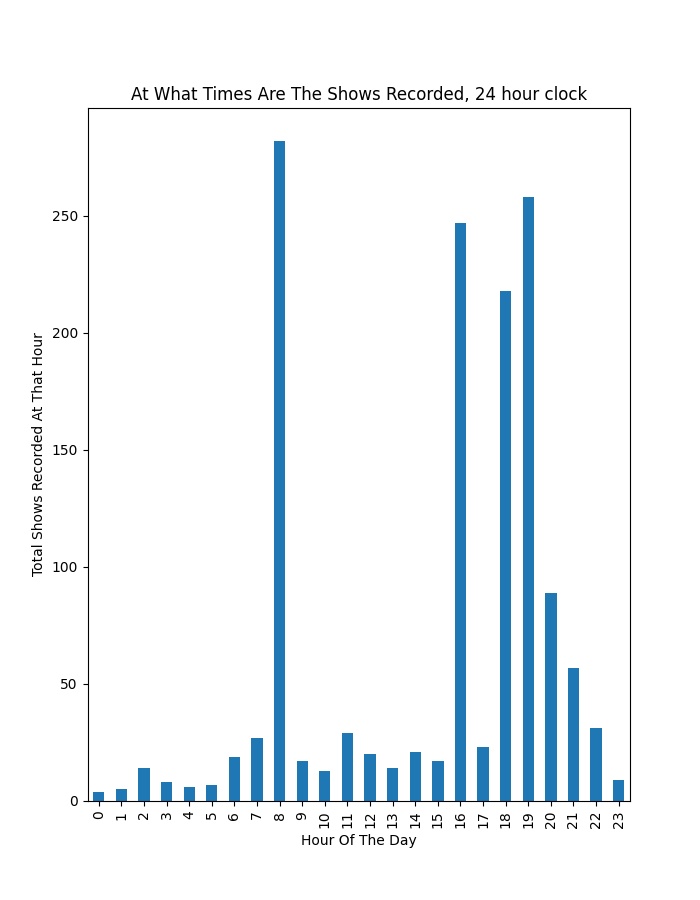 At What Times Are The Shows Recorded, 24 hour clock
Total Shows Recorded At That Hour
250
200
150
100
50
0
0 1 2 3 4 5 6 7 8 9 10 11 12 13 14 15 16 17 18 19 20 21 22 23
Hour Of The Day